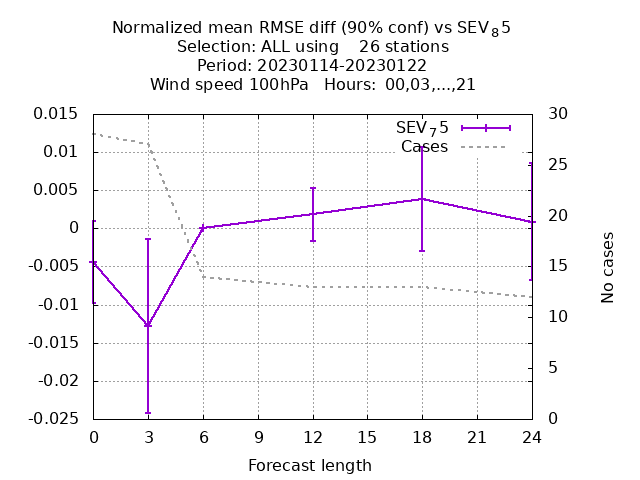 Normalized mean RMSE diff (90% conf) vs SEV₈5
Selection: ALL using    26 stations
Period: 20230114-20230122
Wind speed 100hPa   Hours: 00,03,...,21
SEV₇5
Cases
0.015
0.01
0.005
0
-0.005
-0.01
-0.015
-0.02
-0.025
30
25
20
15
10
5
0
No cases
0 3 6 9 12 15 18 21 24
Forecast length